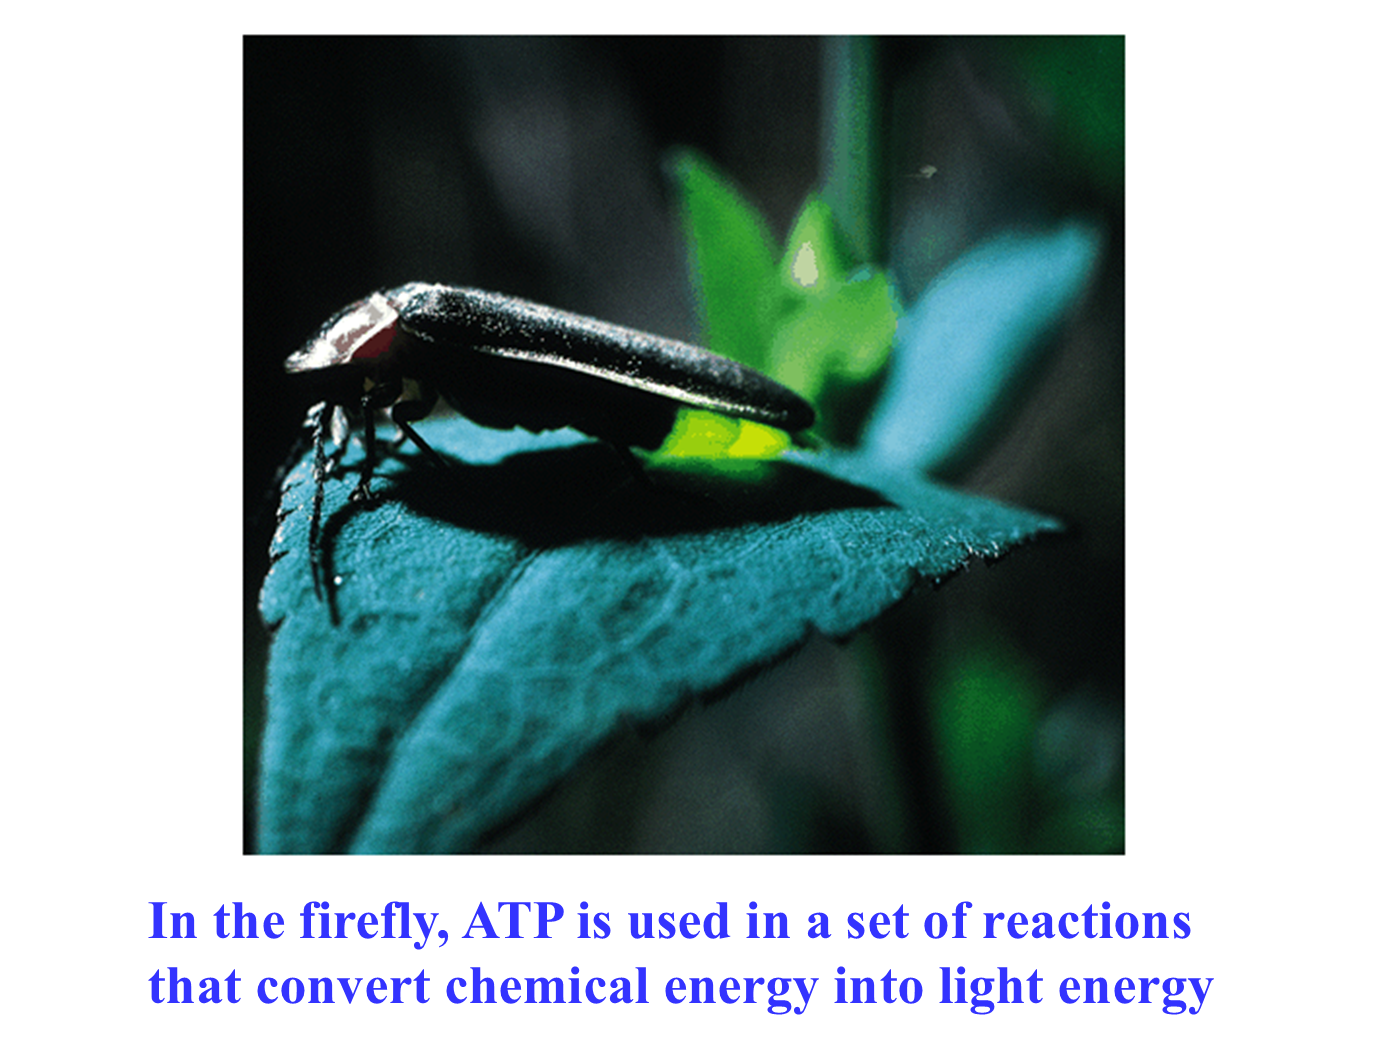 In the firefly, ATP is used in a set of reactions
that convert chemical energy into light energy